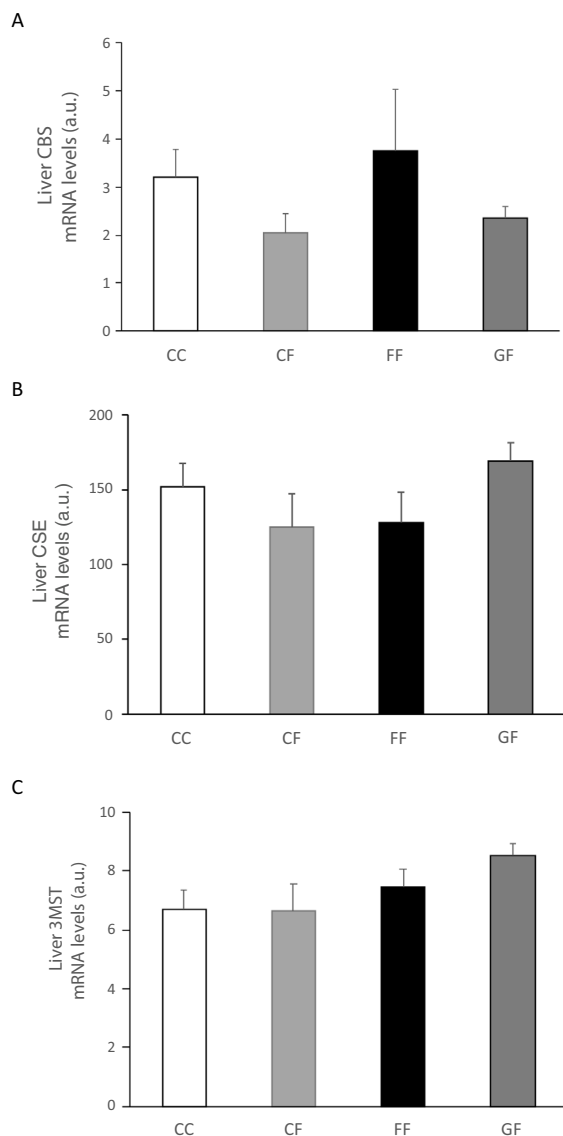 A
Liver CBS
mRNA levels (a.u.)
6
5
4
3
2
1
0
CC CF FF GF
B
Liver CSE
mRNA levels (a.u.)
200
150
100
50
0
CC CF FF GF
C
Liver 3MST
mRNA levels (a.u.)
10
8
6
4
2
0
CC CF FF GF